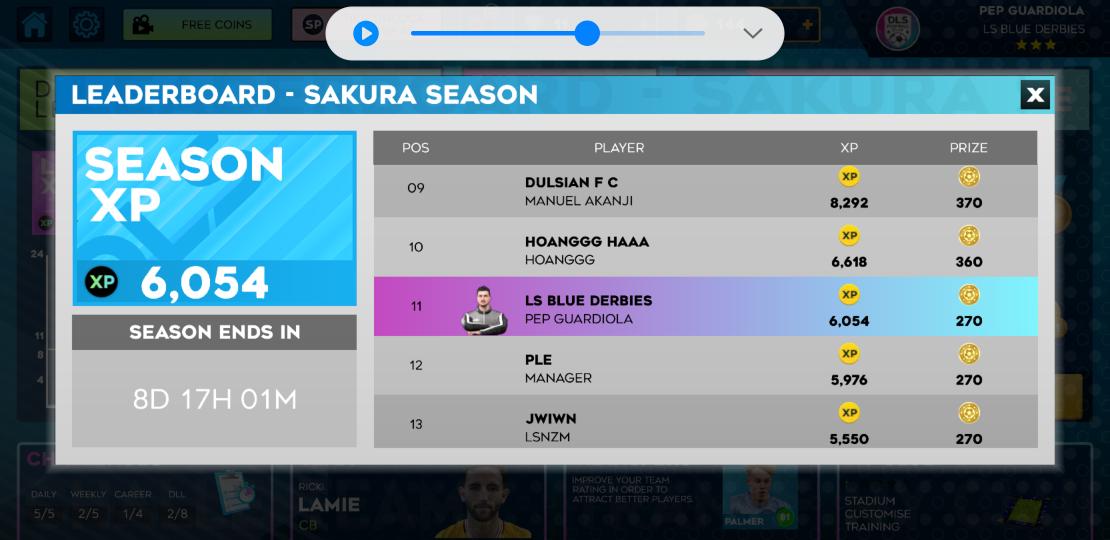 FREE COINS
SP
PEP GUARDIOLA
DLS
LS BLUE DERBIES
LEADERBOARD - SAKURA SEASON
X
SEASON
XP
XP 6,054
SEASON ENDS IN
8D 17H 01M
POS PLAYER XP PRIZE
09 DULSIAN F C XP
MANUEL AKANJI 8,292 370
10 HOANGGG HAAA XP
HOANGGG 6,618 360
11 LS BLUE DERBIES XP
PEP GUARDIOLA 6,054 270
12 PLE XP
MANAGER 5,976 270
13 JWIWN XP
LSNZM 5,550 270
24
11
8
4
DAILY WEEKLY CAREER DLL
5/5 2/5 1/4 2/8
RICKI
LAMIE
CB
IMPROVE YOUR TEAM
RATING IN ORDER TO
ATTRACT BETTER PLAYERS.
PALMER 81
STADIUM
CUSTOMISE
TRAINING